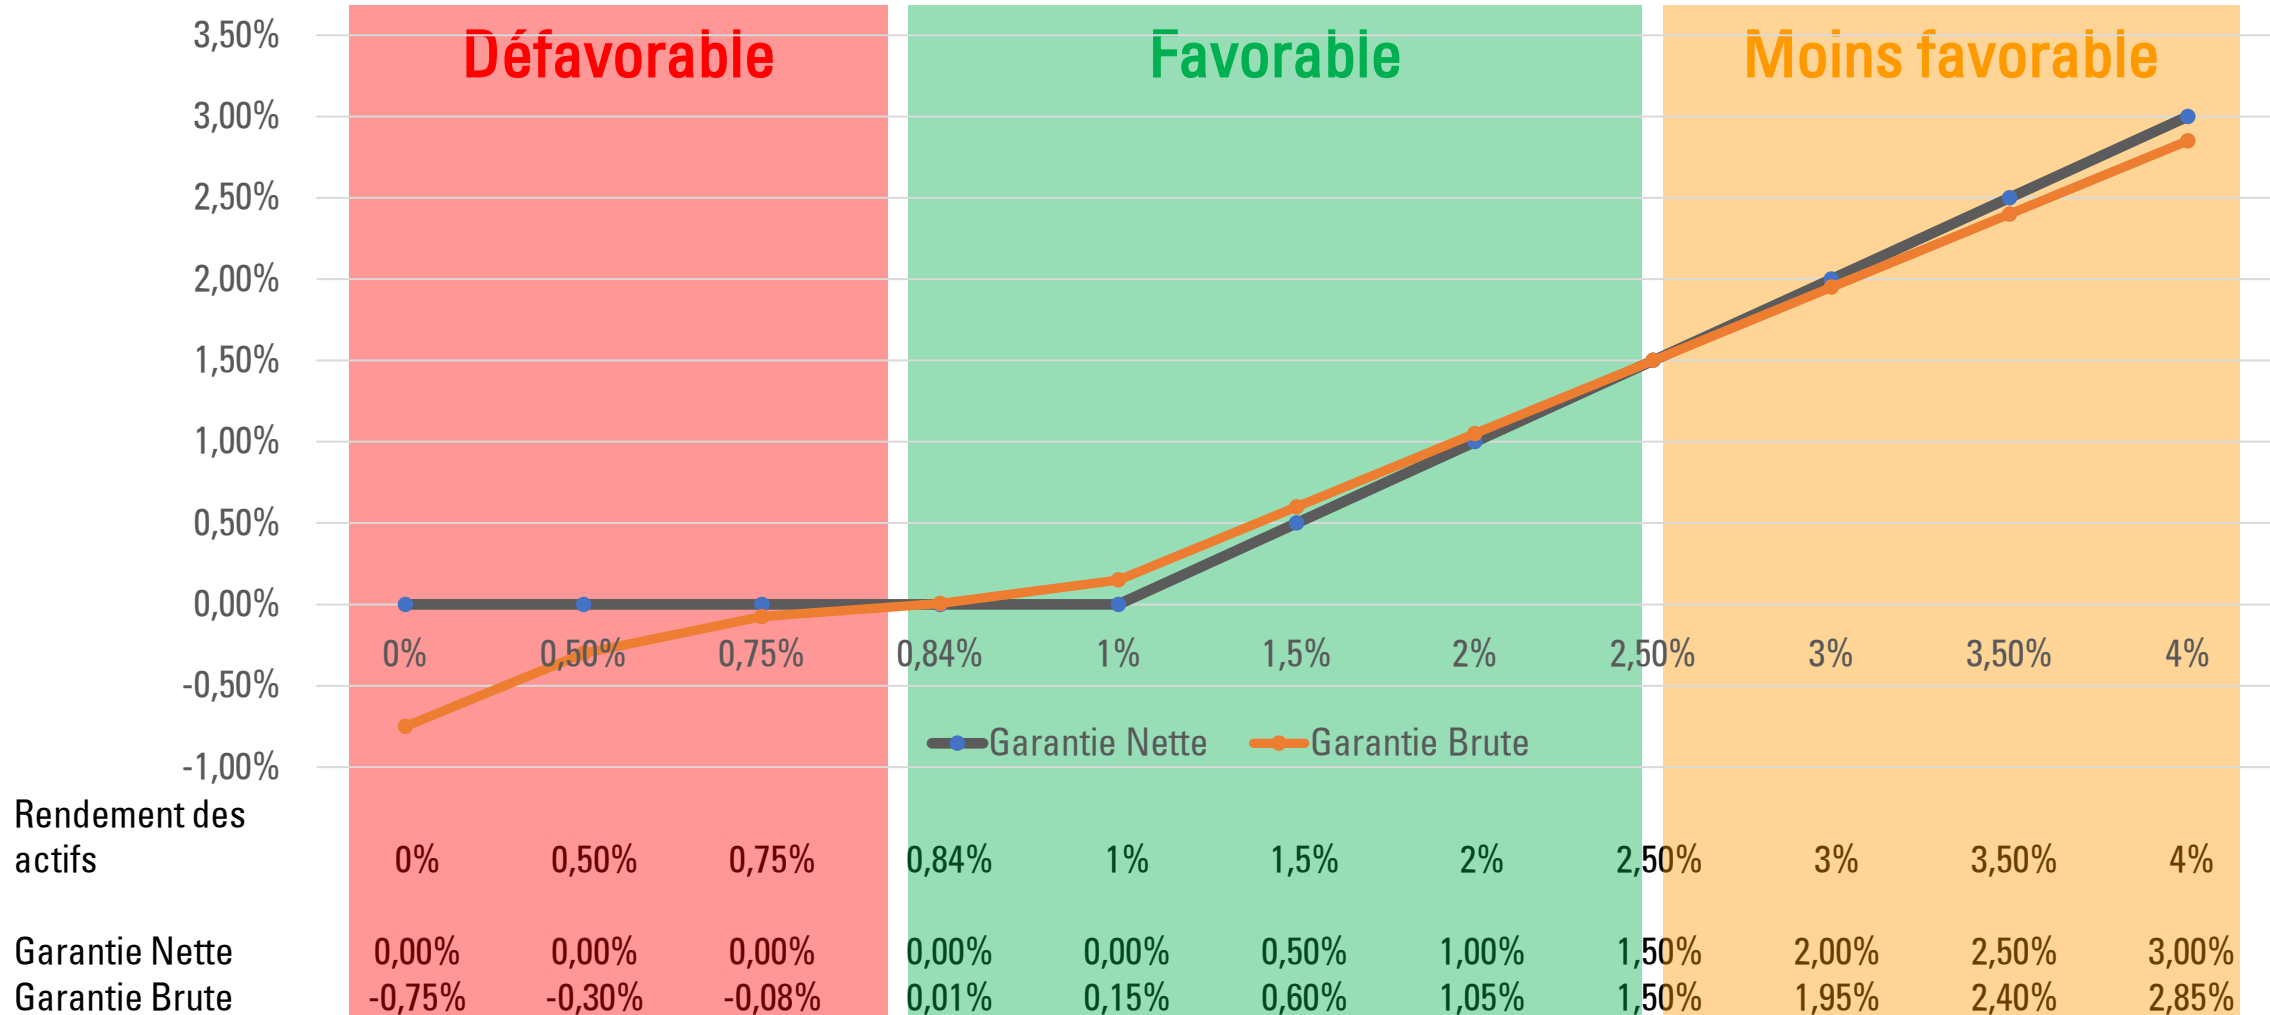 Défavorable Favorable Moins favorable
3,50%
3,00%
2,50%
2,00%
1,50%
1,00%
0,50%
0,00%
0% 0,50% 0,75% 0,84% 1% 1,5% 2% 2,50% 3% 3,50% 4%
-0,50%
Garantie Nette Garantie Brute
-1,00%
Rendement des
actifs 0% 0,50% 0,75% 0,84% 1% 1,5% 2% 2,50% 3% 3,50% 4%
Garantie Nette 0,00% 0,00% 0,00% 0,00% 0,00% 0,50% 1,00% 1,50% 2,00% 2,50% 3,00%
Garantie Brute -0,75% -0,30% -0,08% 0,01% 0,15% 0,60% 1,05% 1,50% 1,95% 2,40% 2,85%